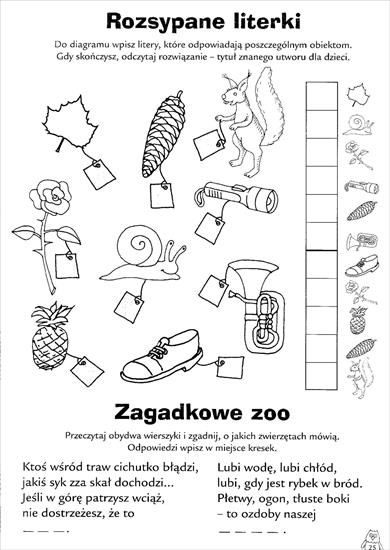 Rozsypane literki
Do diagramu wpisz litery, które odpowiadają poszczególnym obiektom.
Gdy skończysz, odczytaj rozwiązanie – tytuł znanego utworu dla dzieci.
Zagadkowe zoo
Przeczytaj obydwa wierszyki i zgadnij, o jakich zwierzętach mówią.
Odpowiedzi wpisz w miejsce kresek.
Ktoś wśród traw cichutko błądzi,
jakiś syk zza skał dochodzi...
Jeśli w górę patrzysz wciąż,
nie dostrzeżesz, że to
_ _ _.
Lubi wodę, lubi chłód,
lubi, gdy jest rybek w bród.
Płetwy, ogon, tłuste boki
– to ozdoby naszej
_ _ _.
25